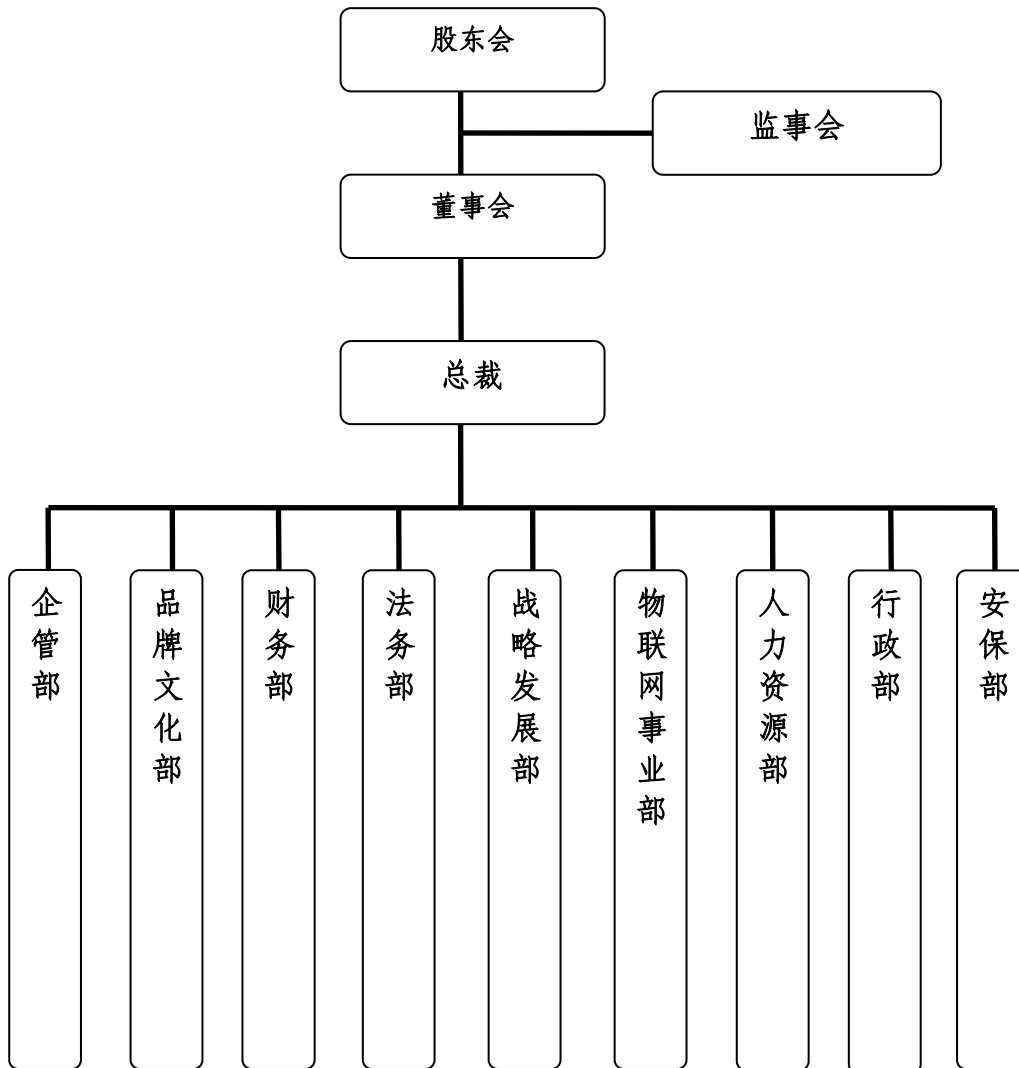 股东会
监事会
董事会
总裁
企管部
品牌文化部
财务部
法务部
战略发展部
物联网事业部
人力资源部
行政部
安保部